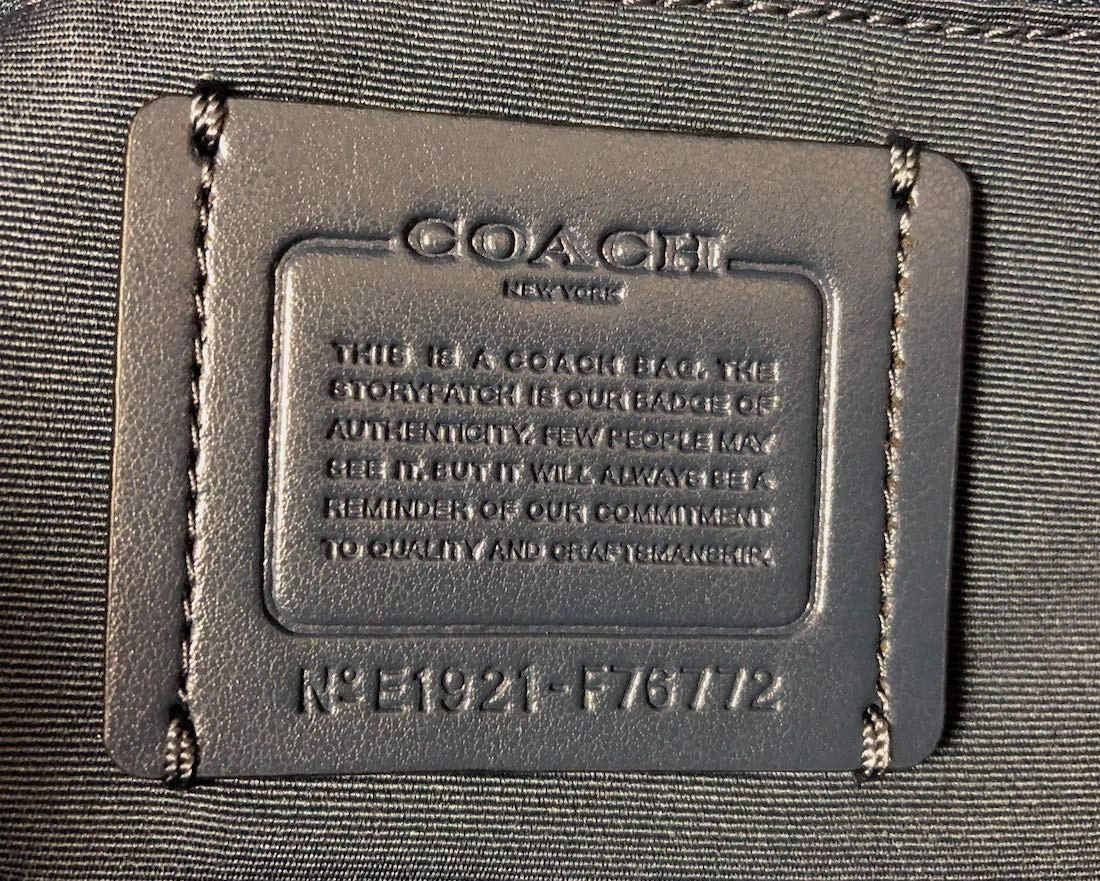 COACH
NEW YORK
THIS IS A COACH BAG. THE
STORYPATCH IS OUR BADGE OF
AUTHENTICITY. FEW PEOPLE MAY
SEE IT. BUT IT WILL ALWAYS BE A
REMINDER OF OUR COMMITMENT
TO QUALITY AND CRAFTSMANSHIP.
Nº E1921-F76772